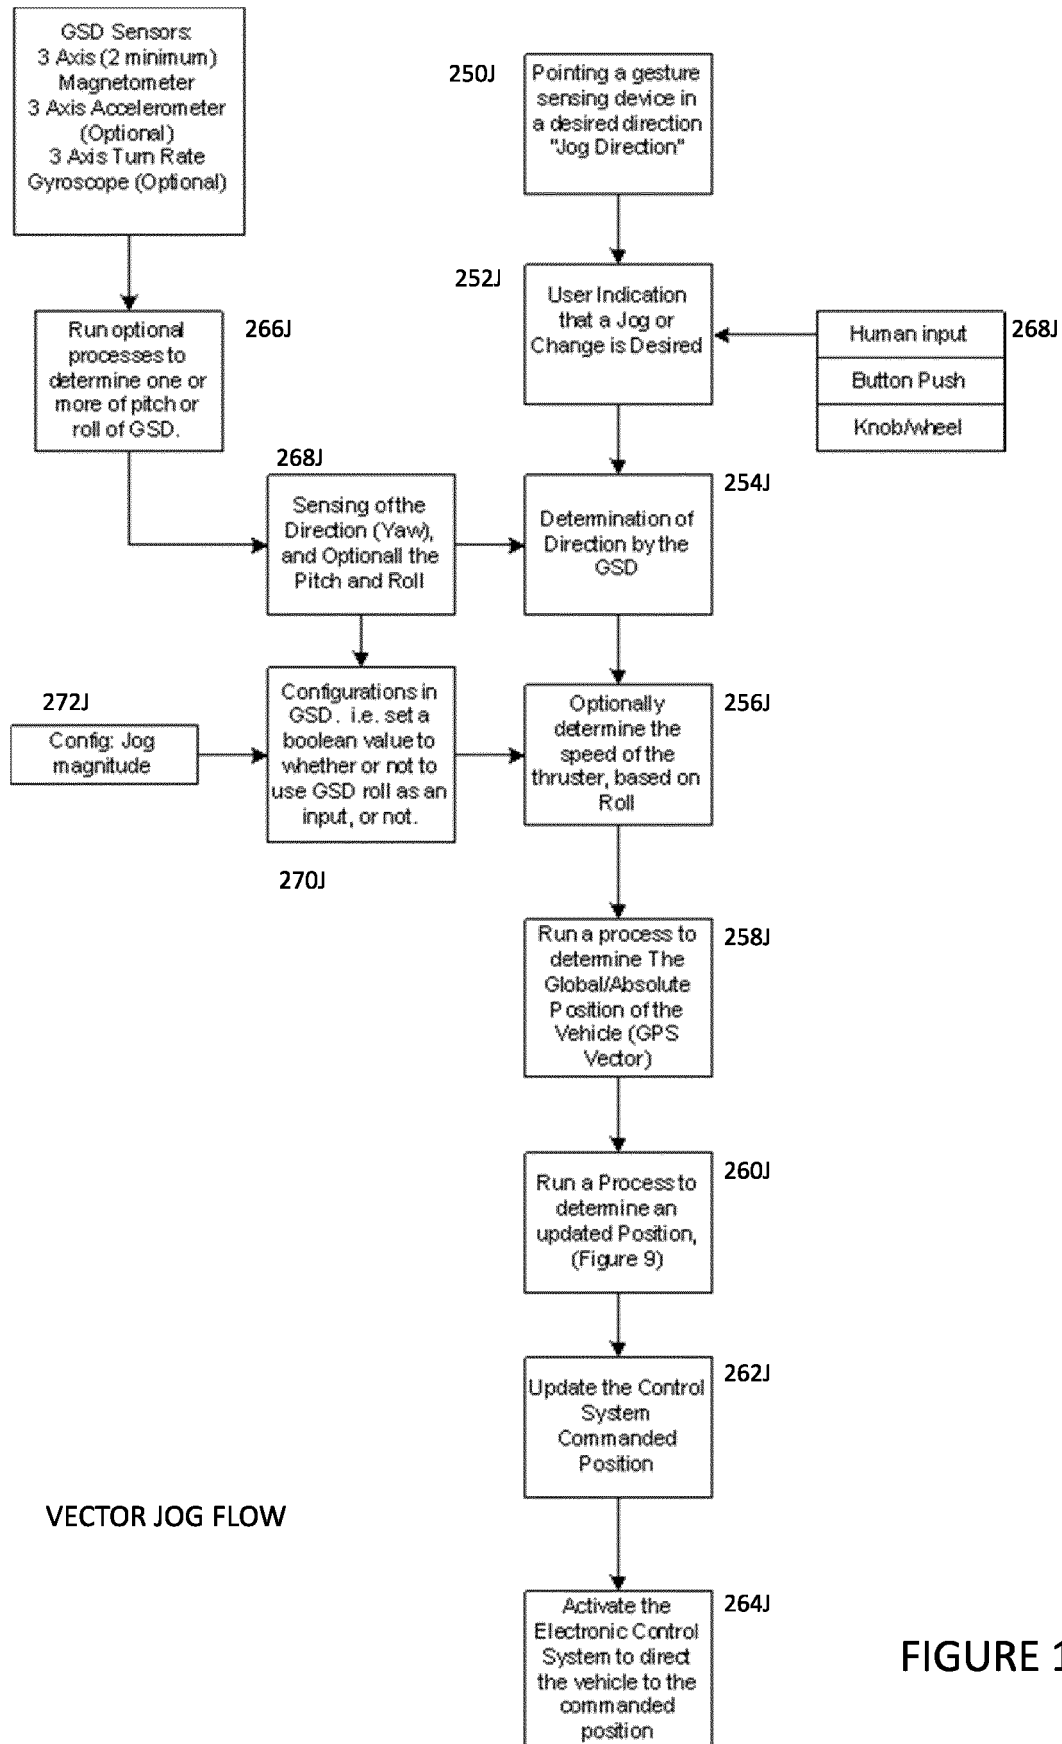 GSD Sensors:
3 Axis (2 minimum)
Magnetometer
3 Axis Accelerometer
(Optional)
3 Axis Turn Rate
Gyroscope (Optional)
250J
Pointing a gesture
sensing device in
a desired direction
"Jog Direction"
252J
User Indication
that a Jog or
Change is Desired
Human input
Button Push
Knob/wheel
268J
Run optional
processes to
determine one or
more of pitch or
roll of GSD.
266J
268J
Sensing of the
Direction (Yaw),
and Optionall the
Pitch and Roll
254J
Determination of
Direction by the
GSD
272J
Config: Jog
magnitude
Configurations in
GSD. i.e. set a
boolean value to
whether or not to
use GSD roll as an
input, or not.
270J
256J
Optionally
determine the
speed of the
thruster, based on
Roll
258J
Run a process to
determine The
Global/Absolute
Position of the
Vehicle (GPS
Vector)
260J
Run a Process to
determine an
updated Position,
(Figure 9)
262J
Update the Control
System
Commanded
Position
VECTOR JOG FLOW
264J
Activate the
Electronic Control
System to direct
the vehicle to the
commanded
position
FIGURE 1